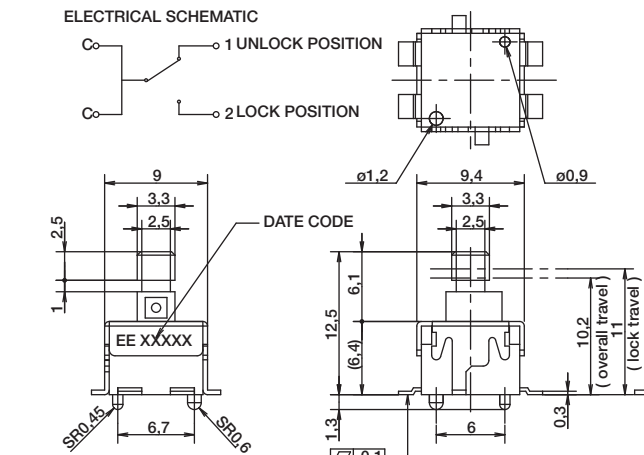 ELECTRICAL SCHEMATIC
C
1 UNLOCK POSITION
C
2 LOCK POSITION
ø1,2
ø0,9
9
3,3
2,5
2,5
1
DATE CODE
EE XXXXX
SR0,45
6,7
SR0,6
9,4
3,3
2,5
12,5
6,1
(6,4)
1,3
10,2
( overall travel )
11
( lock travel )
0,3
6
0,1